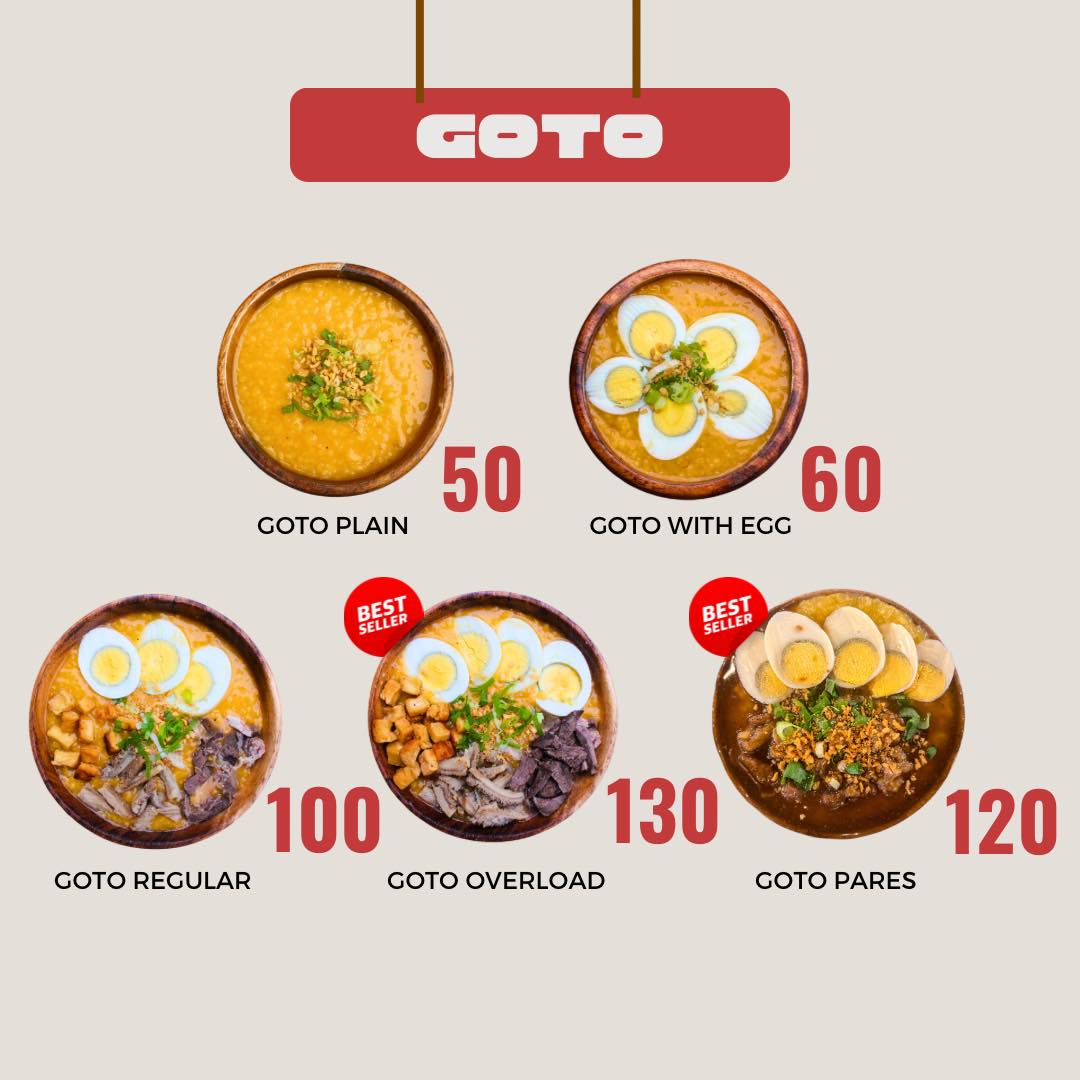 GOTO
50
GOTO PLAIN
60
GOTO WITH EGG
100
GOTO REGULAR
BEST
SELLER
130
GOTO OVERLOAD
BEST
SELLER
120
GOTO PARES